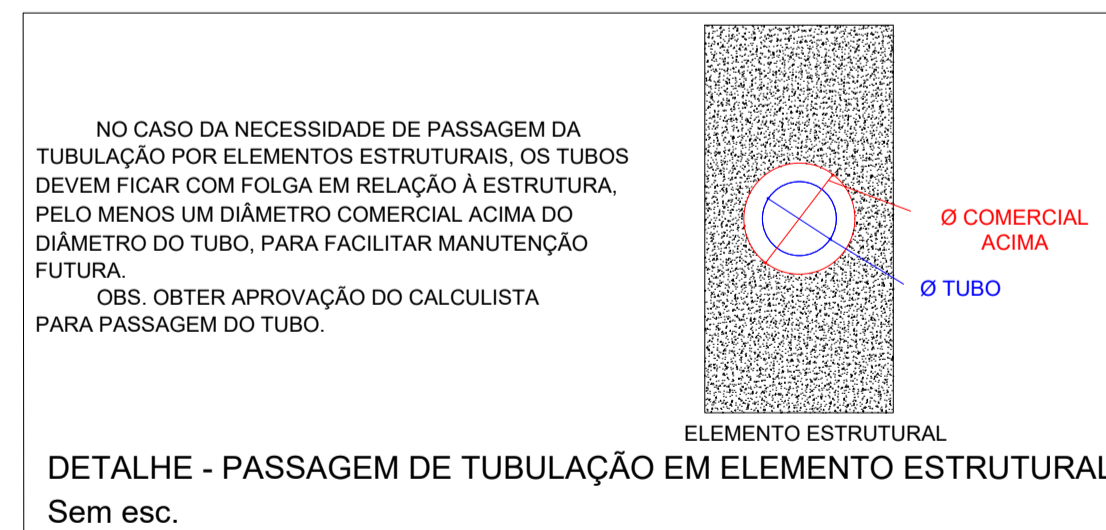 NO CASO DA NECESSIDADE DE PASSAGEM DA
TUBULAÇÃO POR ELEMENTOS ESTRUTURAIS, OS TUBOS
DEVEM FICAR COM FOLGA EM RELAÇÃO À ESTRUTURA,
PELO MENOS UM DIÂMETRO COMERCIAL ACIMA DO
DIÂMETRO DO TUBO, PARA FACILITAR MANUTENÇÃO
FUTURA.
OBS. OBTER APROVAÇÃO DO CALCULISTA
PARA PASSAGEM DO TUBO.
Ø COMERCIAL
ACIMA
Ø TUBO
ELEMENTO ESTRUTURAL
DETALHE - PASSAGEM DE TUBULAÇÃO EM ELEMENTO ESTRUTURAL
Sem esc.